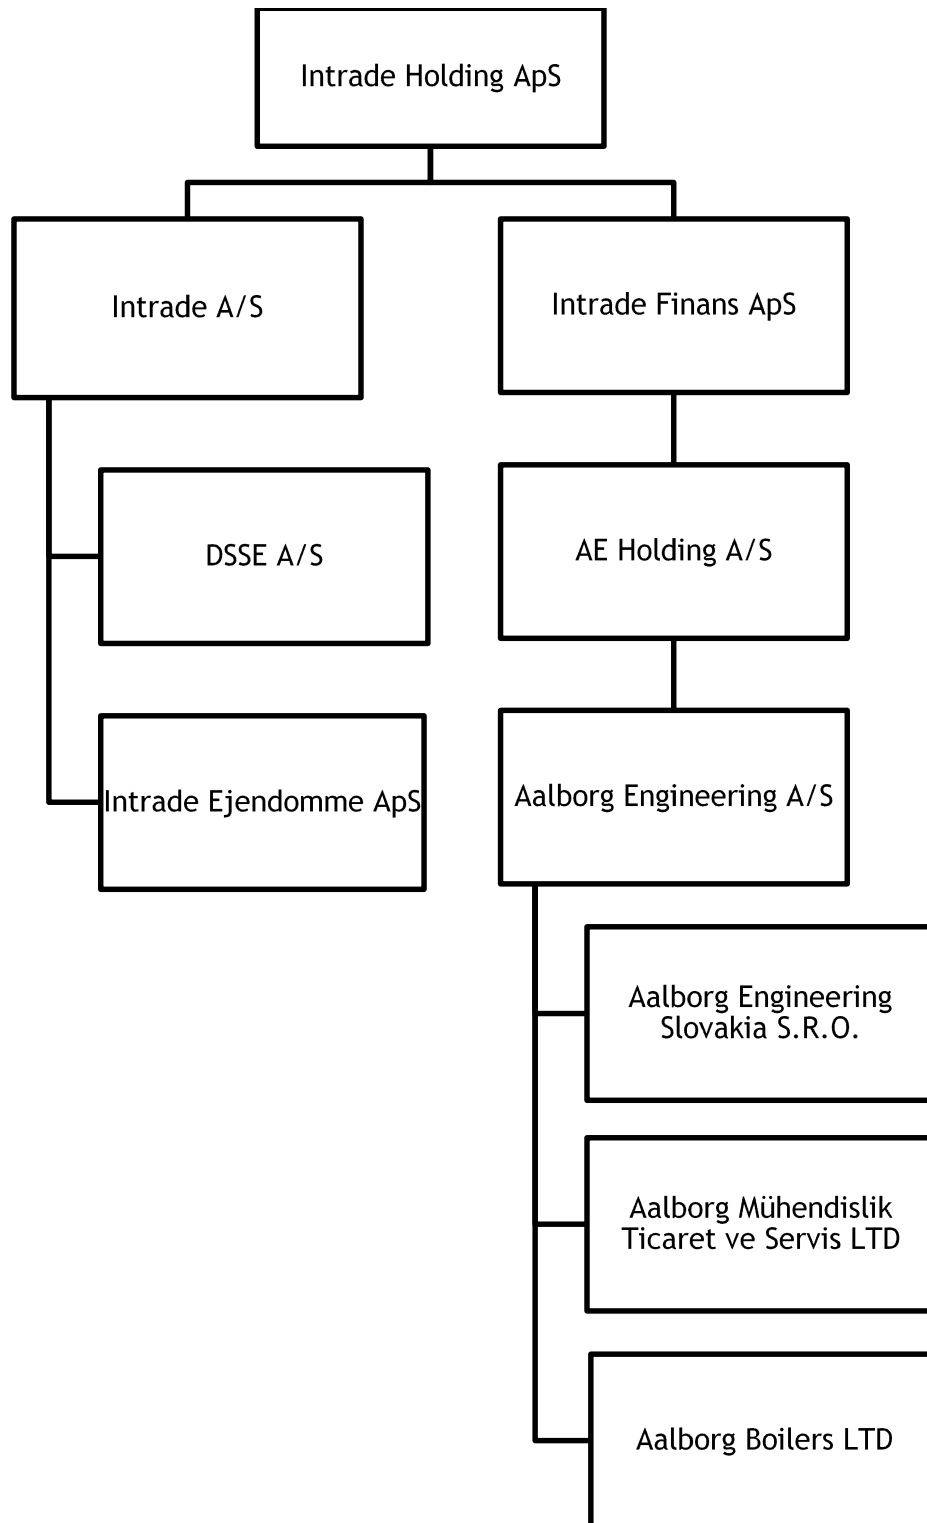 Intrade Holding ApS
Intrade A/S
Intrade Finans ApS
DSSE A/S
AE Holding A/S
Intrade Ejendomme ApS
Aalborg Engineering A/S
Aalborg Engineering
Slovakia S.R.O.
Aalborg Mühendislik
Ticaret ve Servis LTD
Aalborg Boilers LTD